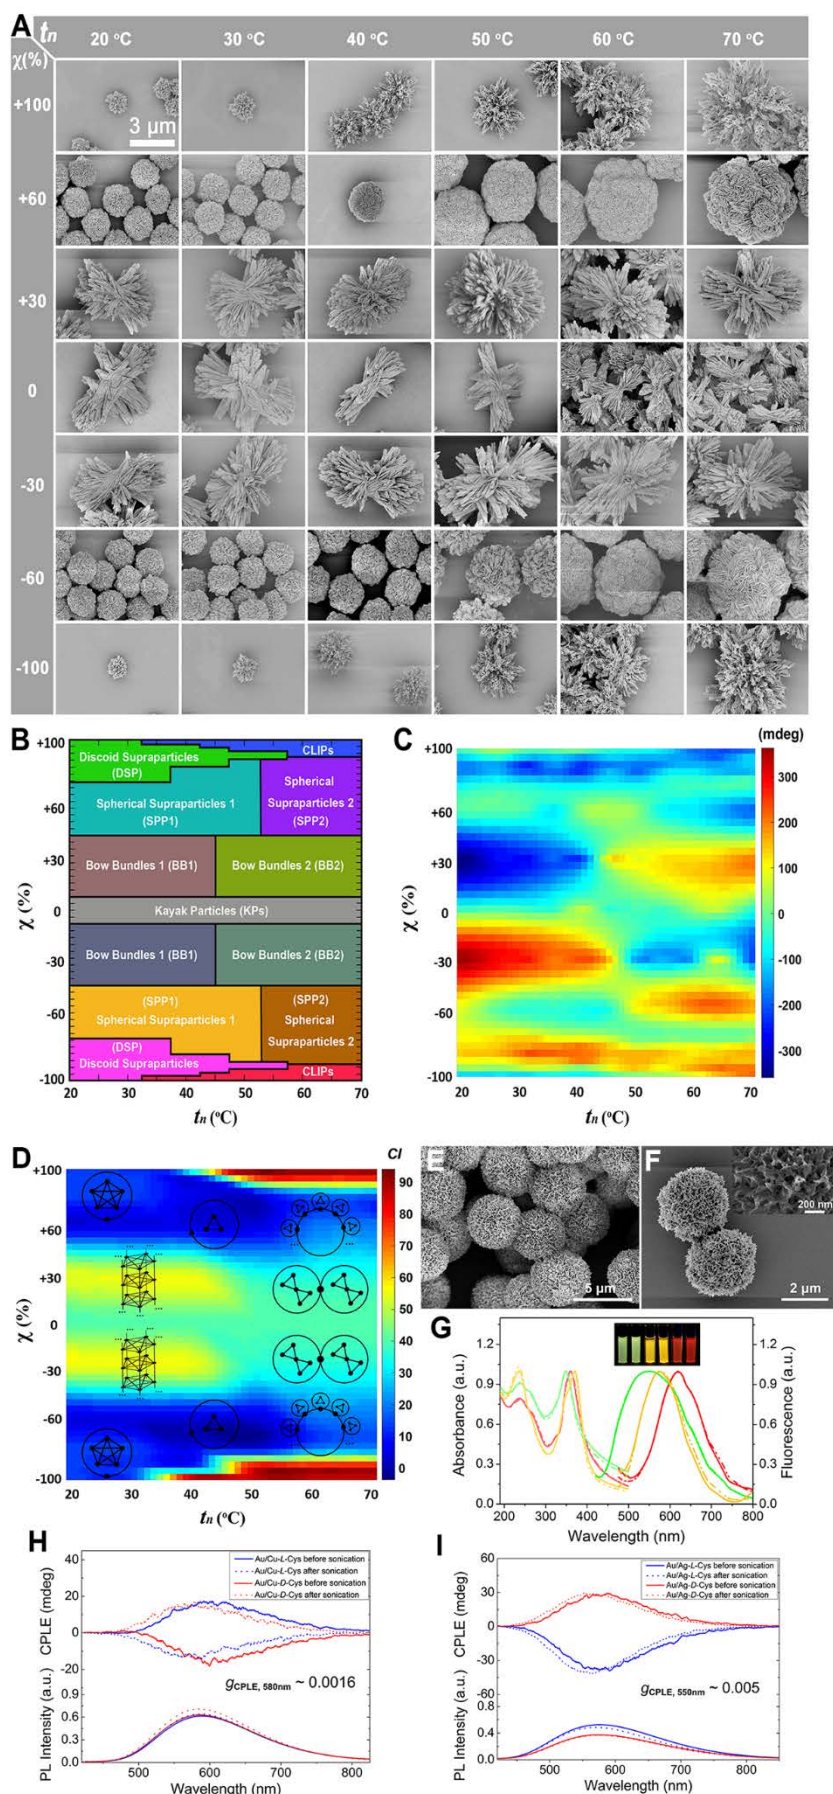 A
tn
20 °C 30 °C 40 °C 50 °C 60 °C 70 °C
χ(%)
+100
3 μm
+60
+30
0
-30
-60
-100
B
+100
Discoid Supraparticles
(DSP)
CLIPs
Spherical
Supraparticles 2
(SPP2)
+60
Spherical Supraparticles 1
(SPP1)
+30
Bow Bundles 1 (BB1)
Bow Bundles 2 (BB2)
χ (%)
0
Kayak Particles (KPs)
-30
Bow Bundles 1 (BB1)
Bow Bundles 2 (BB2)
-60
(SPP1)
Spherical Supraparticles 1
(SPP2)
Spherical
Supraparticles 2
(DSP)
Discoid Supraparticles
CLIPs
-100
20 30 40 50 60 70
tn (°C)
C
(mdeg)
+100
+60
+30
0
-30
-60
-100
χ (%)
20 30 40 50 60 70
tn (°C)
300
200
100
0
-100
-200
-300
D
CI
+100
+60
+30
0
-30
-60
-100
χ (%)
20 30 40 50 60 70
tn (°C)
90
80
70
60
50
40
30
20
10
0
E
5 μm
F
200 nm
2 μm
G
1.2
0.9
0.6
0.3
0.0
Absorbance (a.u.)
1.2
0.9
0.6
0.3
0.0
Fluorescence (a.u.)
200 300 400 500 600 700 800
Wavelength (nm)
H
Au/Cu-L-Cys before sonication
Au/Cu-L-Cys after sonication
Au/Cu-D-Cys before sonication
Au/Cu-D-Cys after sonication
40
20
0
-20
CPLE (mdeg)
gCPLE, 580nm ~ 0.0016
0.9
0.6
0.3
0.0
PL Intensity (a.u.)
500 600 700 800
Wavelength (nm)
I
Au/Ag-L-Cys before sonication
Au/Ag-L-Cys after sonication
Au/Ag-D-Cys before sonication
Au/Ag-D-Cys after sonication
60
30
0
-30
-60
CPLE (mdeg)
gCPLE, 550nm ~ 0.005
0.8
0.4
0.0
PL Intensity (a.u.)
500 600 700 800
Wavelength (nm)